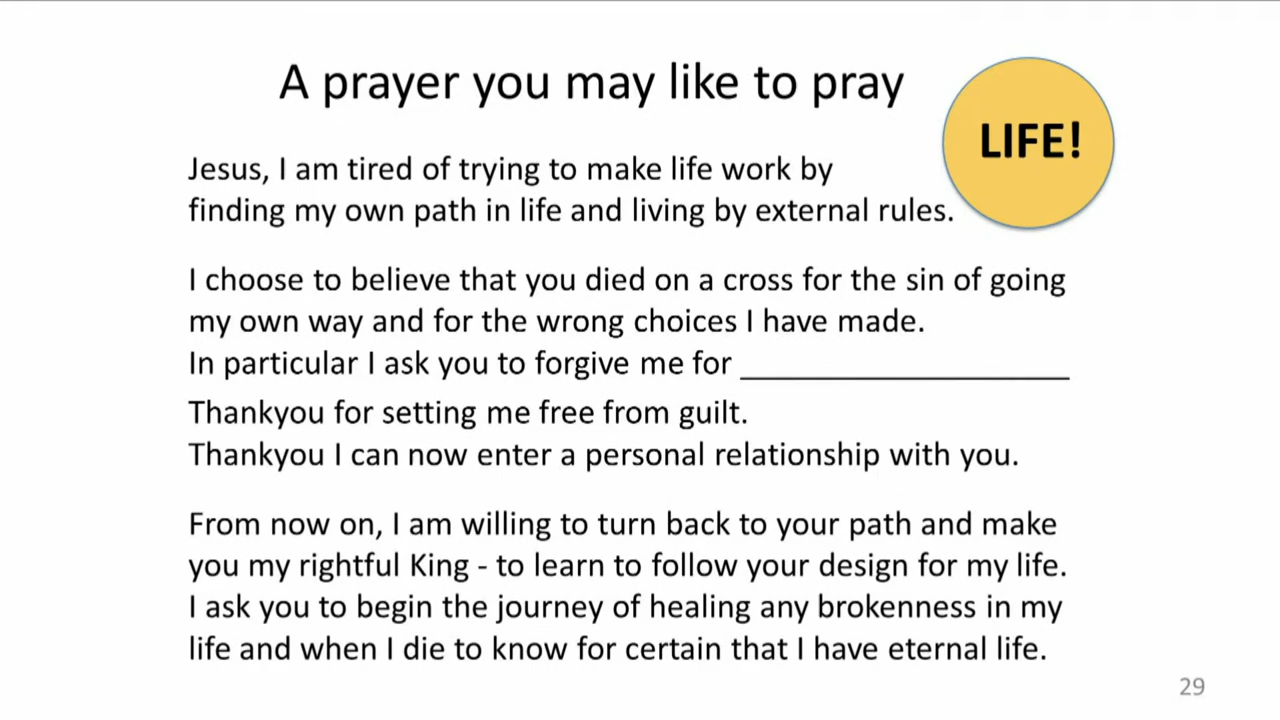 A prayer you may like to pray
LIFE!
Jesus, I am tired of trying to make life work by
finding my own path in life and living by external rules.
I choose to believe that you died on a cross for the sin of going
my own way and for the wrong choices I have made.
In particular I ask you to forgive me for ____________________
Thankyou for setting me free from guilt.
Thankyou I can now enter a personal relationship with you.
From now on, I am willing to turn back to your path and make
you my rightful King - to learn to follow your design for my life.
I ask you to begin the journey of healing any brokenness in my
life and when I die to know for certain that I have eternal life.
29